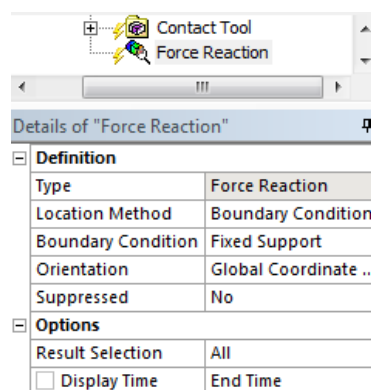 Contact Tool
Force Reaction
Details of "Force Reaction"
Definition
Type Force Reaction
Location Method Boundary Condition
Boundary Condition Fixed Support
Orientation Global Coordinate ..
Suppressed No
Options
Result Selection All
Display Time End Time